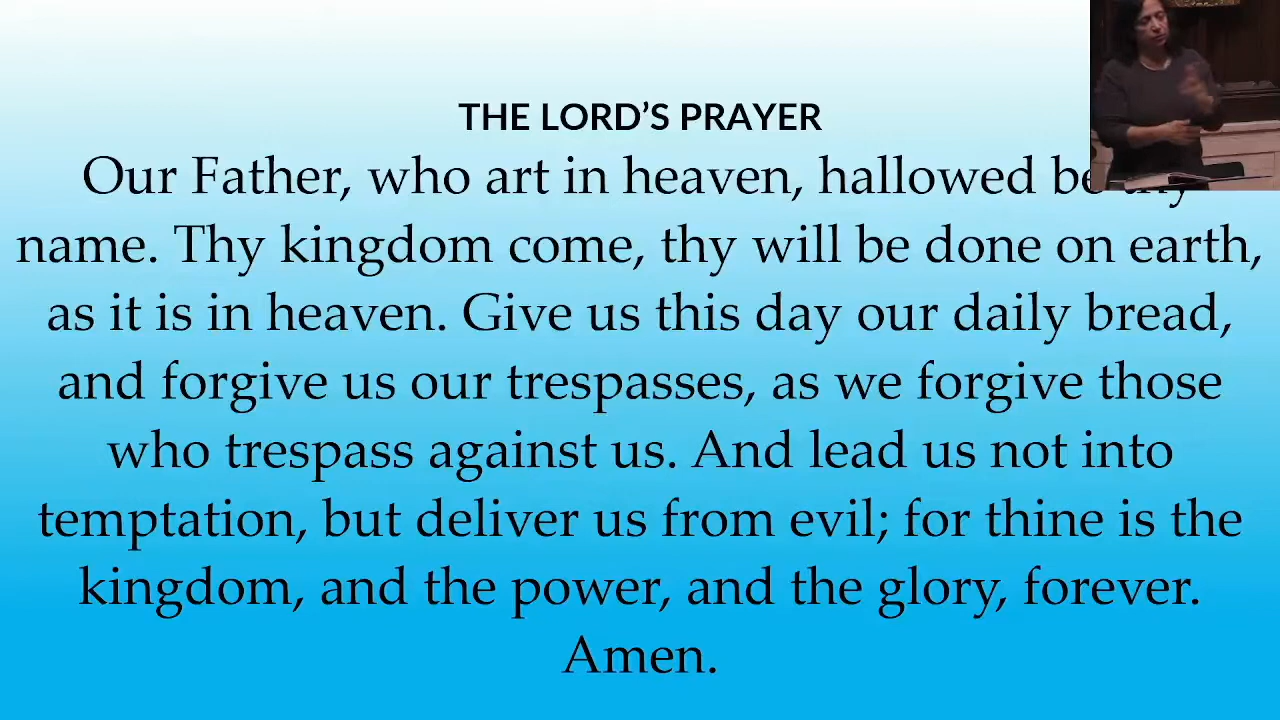 THE LORD’S PRAYER
Our Father, who art in heaven, hallowed be thy
name. Thy kingdom come, thy will be done on earth,
as it is in heaven. Give us this day our daily bread,
and forgive us our trespasses, as we forgive those
who trespass against us. And lead us not into
temptation, but deliver us from evil; for thine is the
kingdom, and the power, and the glory, forever.
Amen.